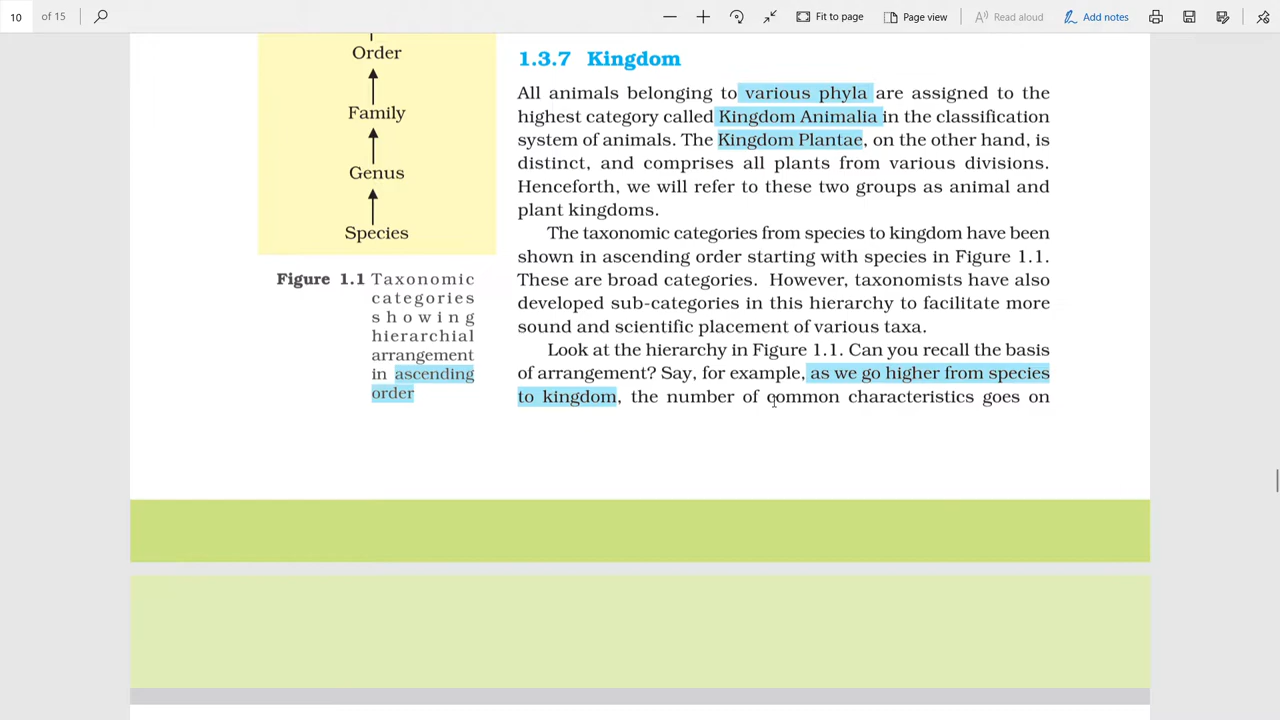 10 of 15
Fit to page
Page view
Read aloud
Add notes
Order
Family
Genus
Species
Figure 1.1 Taxonomic
categories
showing
hierarchial
arrangement
in ascending
order
1.3.7 Kingdom
All animals belonging to various phyla are assigned to the
highest category called Kingdom Animalia in the classification
system of animals. The Kingdom Plantae, on the other hand, is
distinct, and comprises all plants from various divisions.
Henceforth, we will refer to these two groups as animal and
plant kingdoms.
The taxonomic categories from species to kingdom have been
shown in ascending order starting with species in Figure 1.1.
These are broad categories. However, taxonomists have also
developed sub-categories in this hierarchy to facilitate more
sound and scientific placement of various taxa.
Look at the hierarchy in Figure 1.1. Can you recall the basis
of arrangement? Say, for example, as we go higher from species
to kingdom, the number of common characteristics goes on